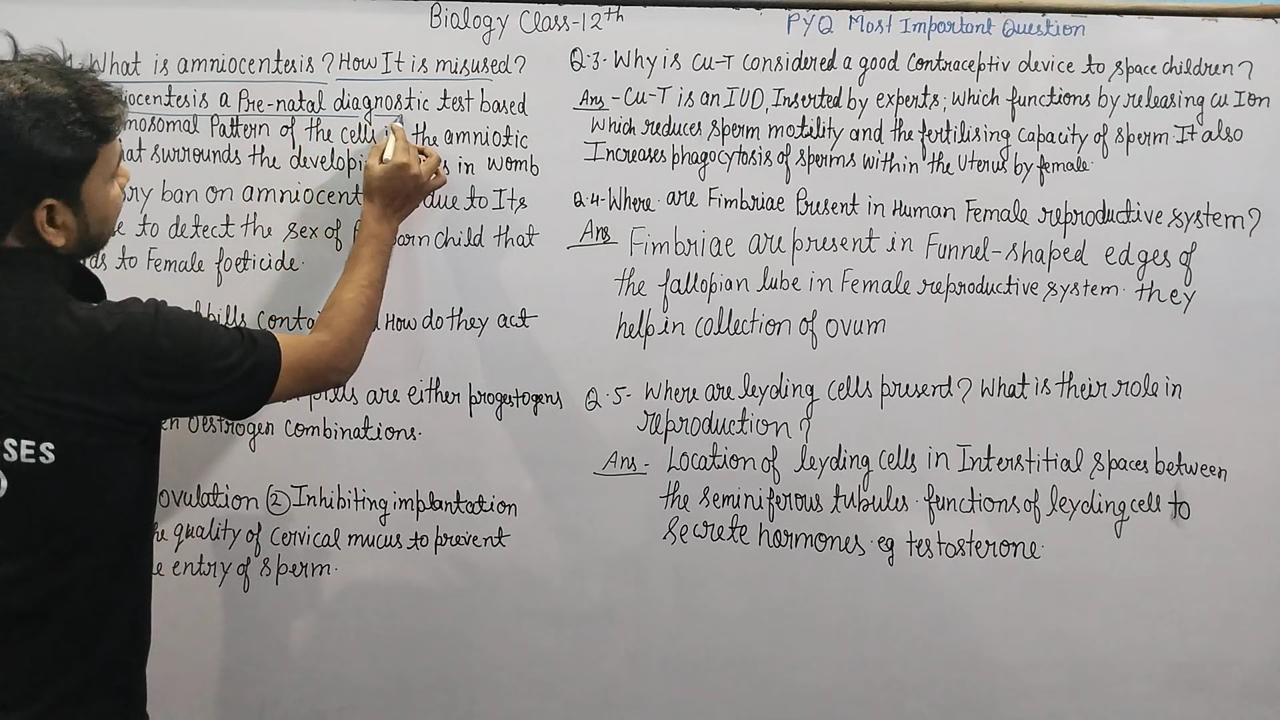 Biology Class-12th
PYQ Most Important Question
What is amniocentesis? How It is misused?
iocentesis a Pre-natal diagnostic test based
mosomal Pattern of the cell the amniotic
at surrounds the developi in womb
ry ban on amniocent due to Its
e to detect the sex of born child that
ds to Female foeticide.
pills contai How do they act
pills are either progestogens
en Oestrogen Combinations.
ovulation (2) Inhibiting implantation
he quality of cervical mucus to prevent
e entry of sperm.
Q.3- Why is Cu-T Considered a good Contraceptiv device to space children?
Ans - Cu-T is an IUD, Inserted by experts; which functions by releasing cu Ion
which reduces sperm motility and the fertilising capacity of sperm. It also
Increases phagocytosis of sperms within the Uterus by female.
Q.4- Where are Fimbriae Present in Human Female reproductive system?
Ans Fimbriae are present in Funnel-shaped edges of
the fallopian lube in Female reproductive system. they
help in collection of ovum
Q.5- Where are leyding cells present? What is their role in
reproduction?
Ans - Location of leyding cells in Interstitial spaces between
the seminiferous tubulus. functions of leyding cell to
Secrete hormones. eg testosterone.
SES